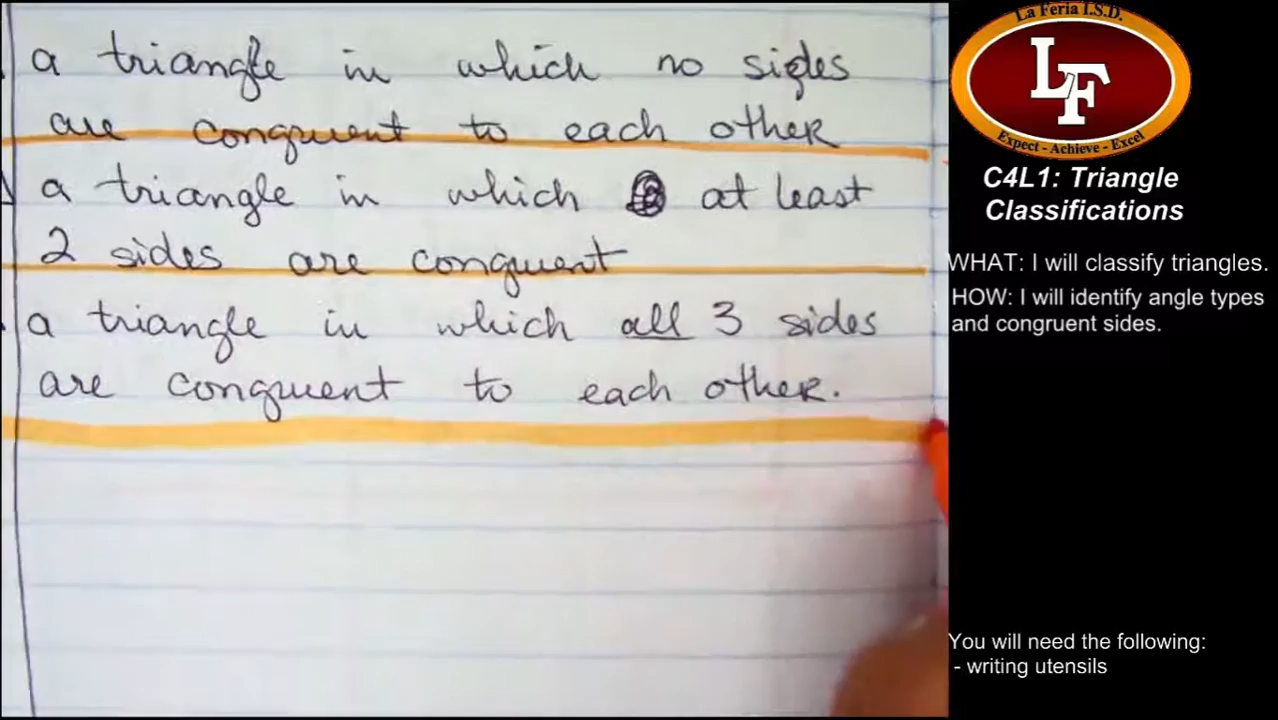 a triangle in which no sides
are congruent to each other
a triangle in which at least
2 sides are congruent
a triangle in which all 3 sides
are congruent to each other.
La Feria I.S.D.
LF
Expect - Achieve - Excel
C4L1: Triangle
Classifications
WHAT: I will classify triangles.
HOW: I will identify angle types
and congruent sides.
You will need the following:
- writing utensils